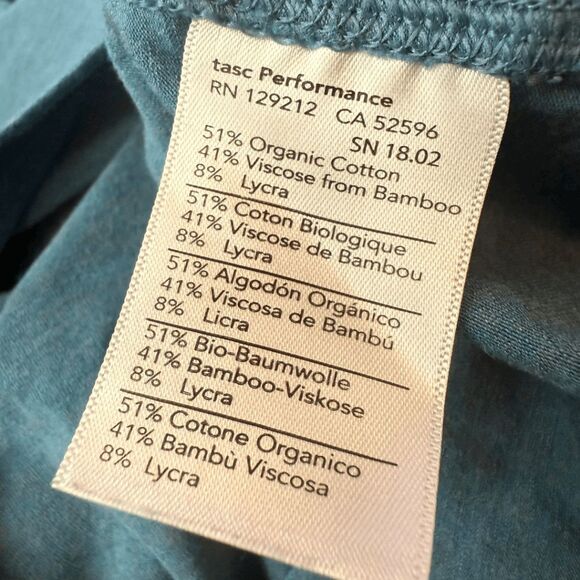 tasc Performance
RN 129212 CA 52596
SN 18.02
51% Organic Cotton
41% Viscose from Bamboo
8% Lycra
51% Coton Biologique
41% Viscose de Bambou
8% Lycra
51% Algodón Orgánico
41% Viscosa de Bambú
8% Licra
51% Bio-Baumwolle
41% Bamboo-Viskose
8% Lycra
51% Cotone Organico
41% Bambù Viscosa
8% Lycra